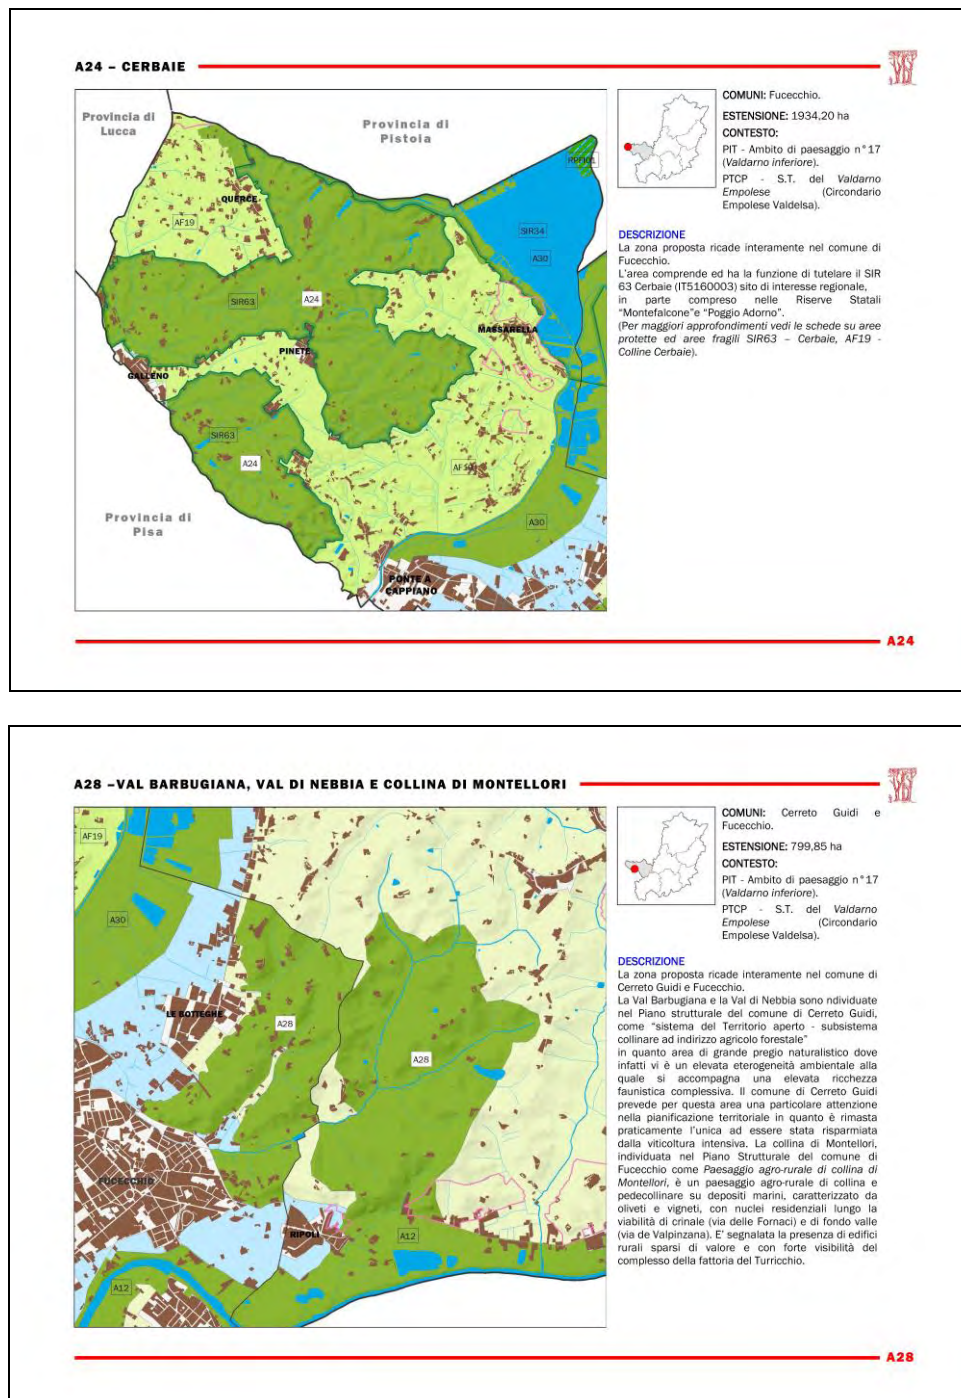 A24 – CERBAIE
Provincia di
Lucca
Provincia di
Pistoia
RPFI01
QUERCE
AF19
SIR34
A30
SIR63
A24
MASSARELLA
PINETE
GALLENO
SIR63
A24
AF19
A30
Provincia di
Pisa
PONTE A
CAPPIANO
COMUNI: Fucecchio.
ESTENSIONE: 1934,20 ha
CONTESTO:
PIT - Ambito di paesaggio n°17
(Valdarno inferiore).
PTCP - S.T. del Valdarno
Empolese (Circondario
Empolese Valdelsa).
DESCRIZIONE
La zona proposta ricade interamente nel comune di
Fucecchio.
L'area comprende ed ha la funzione di tutelare il SIR
63 Cerbaie (IT5160003) sito di interesse regionale,
in parte compreso nelle Riserve Statali
“Montefalcone”e “Poggio Adorno”.
(Per maggiori approfondimenti vedi le schede su aree
protette ed aree fragili SIR63 – Cerbaie, AF19 -
Colline Cerbaie).
A24
A28 –VAL BARBUGIANA, VAL DI NEBBIA E COLLINA DI MONTELLORI
AF19
A30
LE BOTTEGHE
A28
A28
FUCECCHIO
RIPOLI
A12
A12
COMUNI: Cerreto Guidi e
Fucecchio.
ESTENSIONE: 799,85 ha
CONTESTO:
PIT - Ambito di paesaggio n°17
(Valdarno inferiore).
PTCP - S.T. del Valdarno
Empolese (Circondario
Empolese Valdelsa).
DESCRIZIONE
La zona proposta ricade interamente nel comune di
Cerreto Guidi e Fucecchio.
La Val Barbugiana e la Val di Nebbia sono ndividuate
nel Piano strutturale del comune di Cerreto Guidi,
come “sistema del Territorio aperto - subsistema
collinare ad indirizzo agricolo forestale”
in quanto area di grande pregio naturalistico dove
infatti vi è un elevata eterogeneità ambientale alla
quale si accompagna una elevata ricchezza
faunistica complessiva. Il comune di Cerreto Guidi
prevede per questa area una particolare attenzione
nella pianificazione territoriale in quanto è rimasta
praticamente l'unica ad essere stata risparmiata
dalla viticoltura intensiva. La collina di Montellori,
individuata nel Piano Strutturale del comune di
Fucecchio come Paesaggio agro-rurale di collina di
Montellori, è un paesaggio agro-rurale di collina e
pedecollinare su depositi marini, caratterizzato da
oliveti e vigneti, con nuclei residenziali lungo la
viabilità di crinale (via delle Fornaci) e di fondo valle
(via de Valpinzana). E' segnalata la presenza di edifici
rurali sparsi di valore e con forte visibilità del
complesso della fattoria del Turricchio.
A28